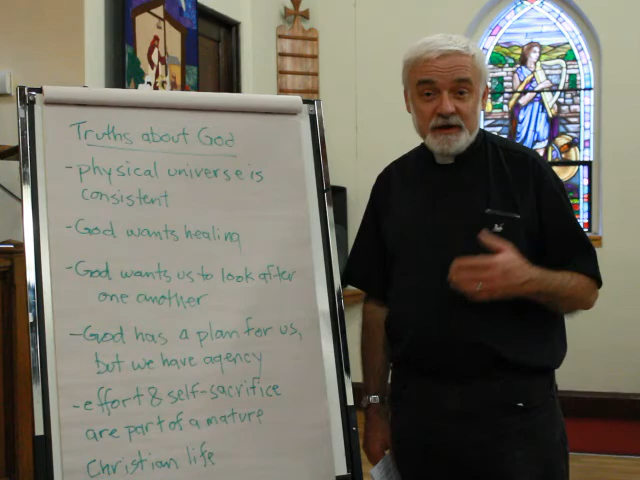 Truths about God
-physical universe is
consistent
-God wants healing
-God wants us to look after
one another
-God has a plan for us,
but we have agency
-effort & self-sacrifice
are part of a mature
Christian life